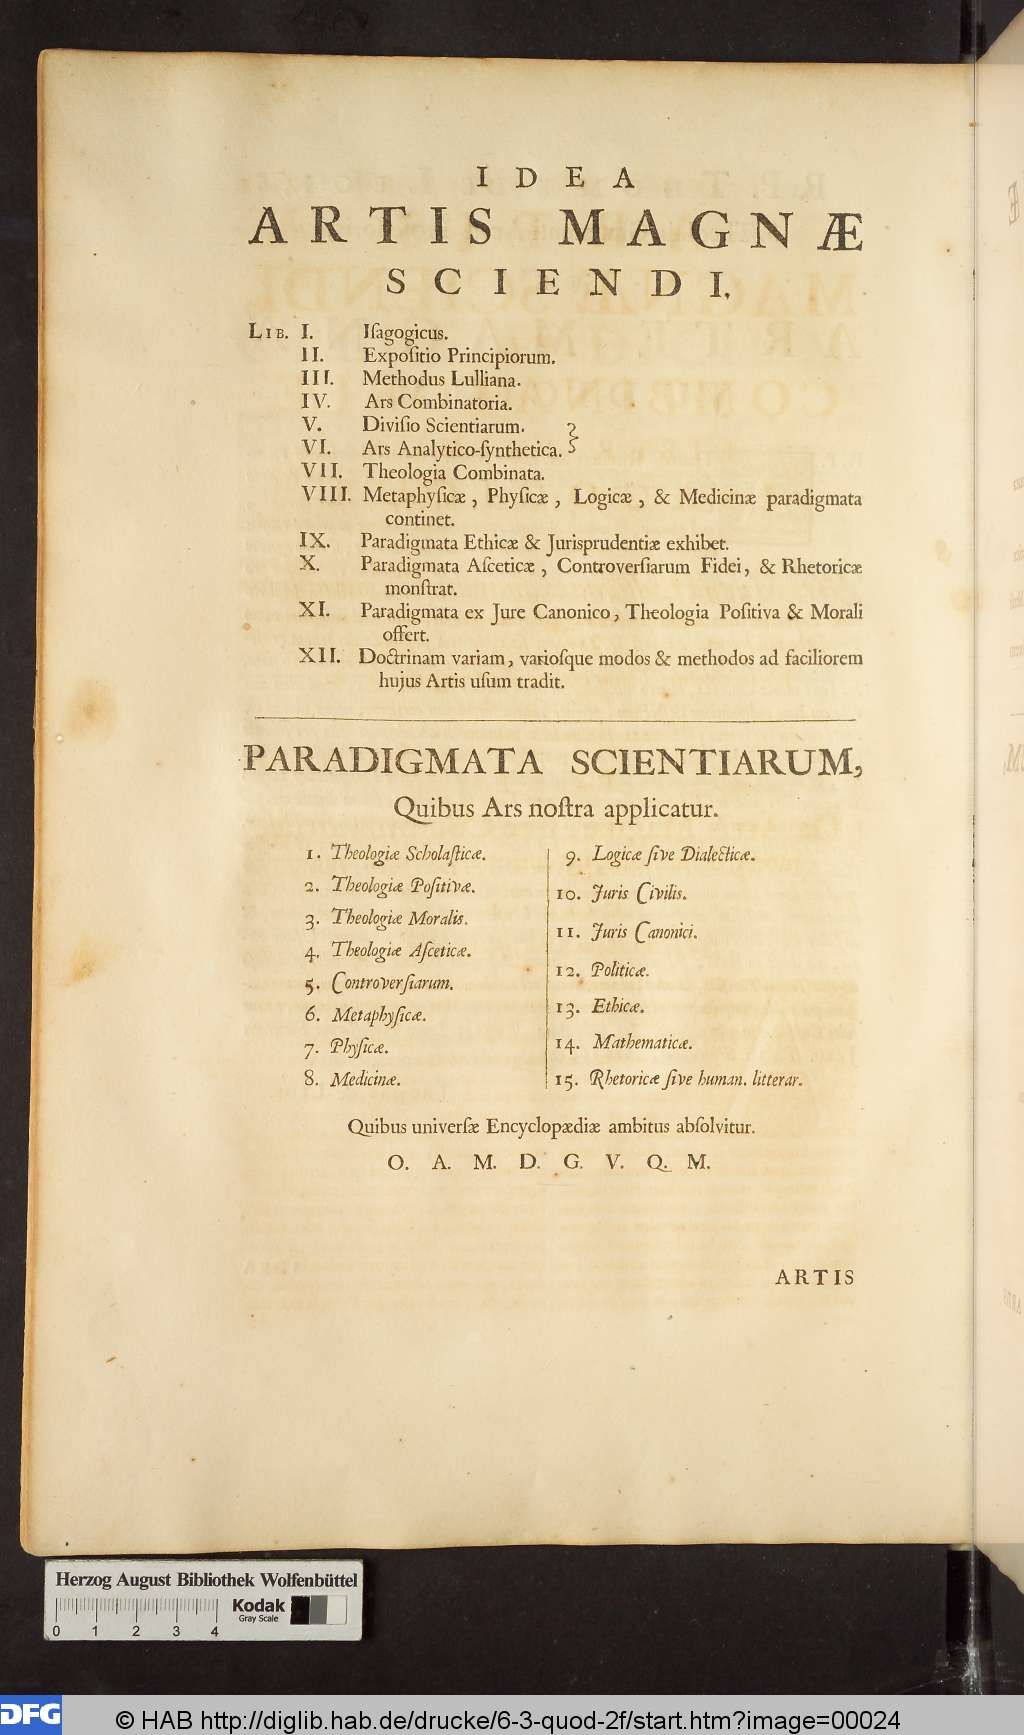 IDEA
ARTIS MAGNÆ
SCIENDI.
LIB. I. Iſagogicus.
II. Expoſitio Principiorum.
III. Methodus Lulliana.
IV. Ars Combinatoria.
V. Diviſio Scientiarum.
VI. Ars Analytico-ſynthetica.
VII. Theologia Combinata.
VIII. Metaphyſicæ, Phyſicæ, Logicæ, & Medicinæ paradigmata
continet.
IX. Paradigmata Ethicæ & Jurisprudentiæ exhibet.
X. Paradigmata Aſceticæ, Controverſiarum Fidei, & Rhetoricæ
monſtrat.
XI. Paradigmata ex Jure Canonico, Theologia Poſitiva & Morali
offert.
XII. Doctrinam variam, varioſque modos & methodos ad faciliorem
hujus Artis uſum tradit.
PARADIGMATA SCIENTIARUM,
Quibus Ars noſtra applicatur.
1. Theologiæ Scholaſticæ.
2. Theologiæ Poſitivæ.
3. Theologiæ Moralis.
4. Theologiæ Aſceticæ.
5. Controverſiarum.
6. Metaphyſicæ.
7. Phyſicæ.
8. Medicinæ.
9. Logicæ ſive Dialecticæ.
10. Juris Civilis.
11. Juris Canonici.
12. Politicæ.
13. Ethicæ.
14. Mathematicæ.
15. Rhetoricæ ſive human. litterar.
Quibus univerſæ Encyclopædiæ ambitus abſolvitur.
O. A. M. D. G. V. Q. M.
ARTIS
Herzog August Bibliothek Wolfenbüttel
Kodak
Gray Scale
0 1 2 3 4
DFG
© HAB http://diglib.hab.de/drucke/6-3-quod-2f/start.htm?image=00024